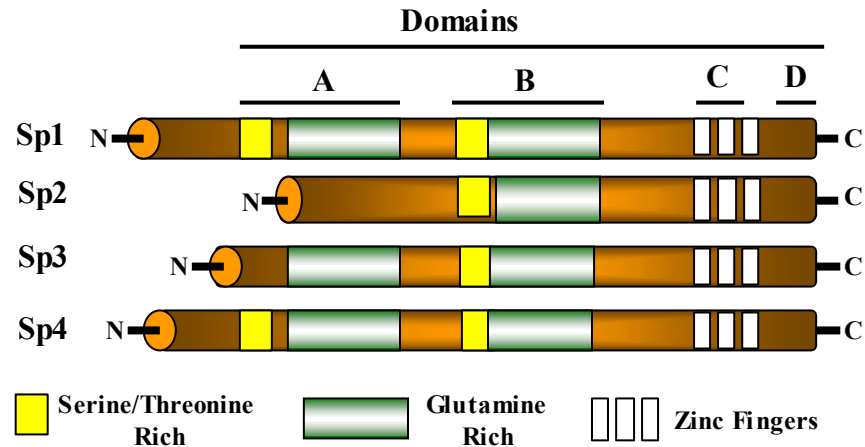 Domains
A B C D
Sp1 N C
Sp2 N C
Sp3 N C
Sp4 N C
Serine/Threonine Rich
Glutamine Rich
Zinc Fingers